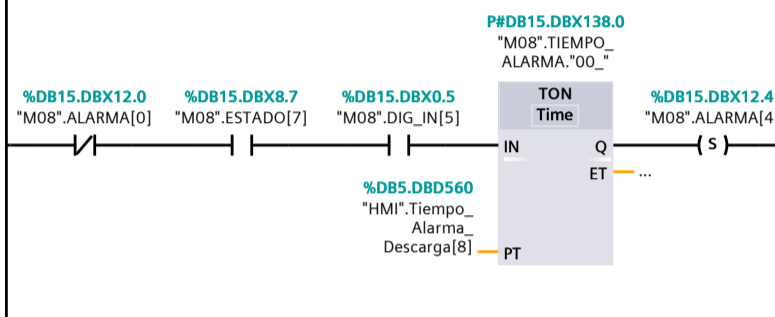 P#DB15.DBX138.0
"M08".TIEMPO_
ALARMA."00_"
%DB15.DBX12.0
"M08".ALARMA[0]
%DB15.DBX8.7
"M08".ESTADO[7]
%DB15.DBX0.5
"M08".DIG_IN[5]
TON
Time
%DB15.DBX12.4
"M08".ALARMA[4
IN
Q
S
ET
...
%DB5.DBD560
"HMI".Tiempo_
Alarma_
Descarga[8]
PT